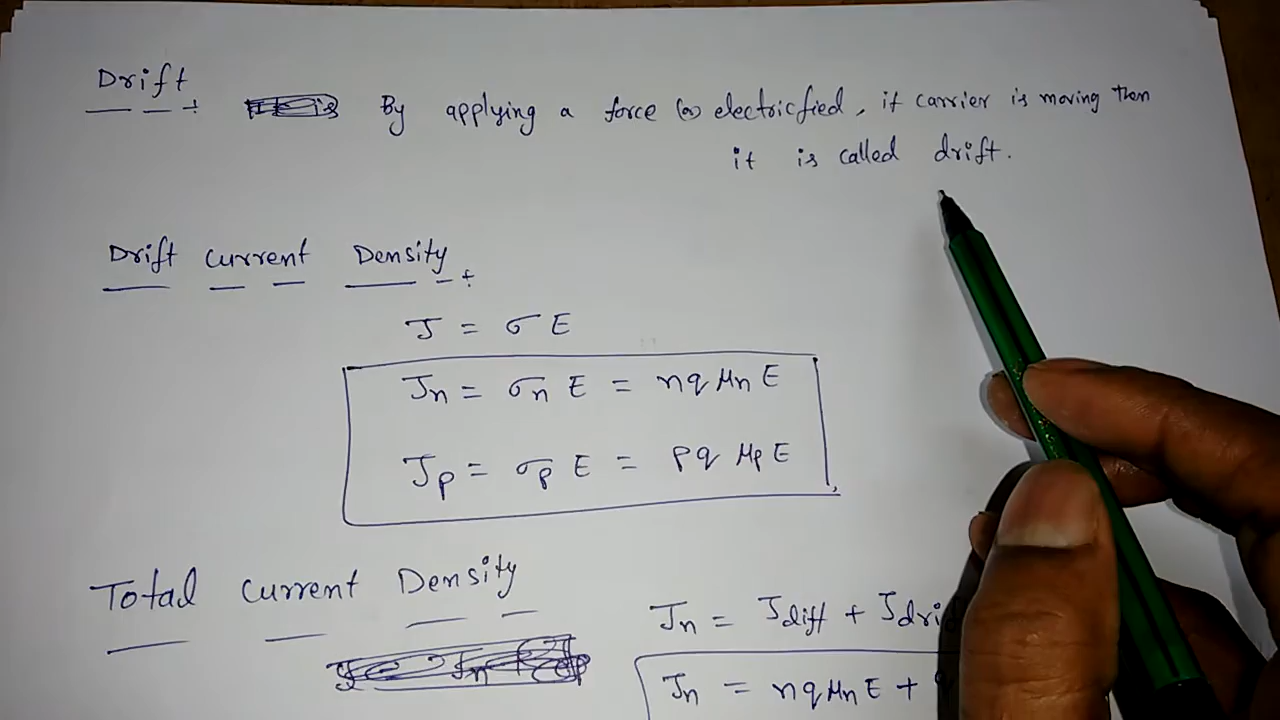 Drift
By applying a force (or) electricfied, if carrier is moving then
it is called drift.
Drift current Density
J = σ E
Jn = σn E = nq μn E
Jp = σp E = pq μp E
Total current Density
Jn = Jdiff + Jdri
Jn = nq μn E +